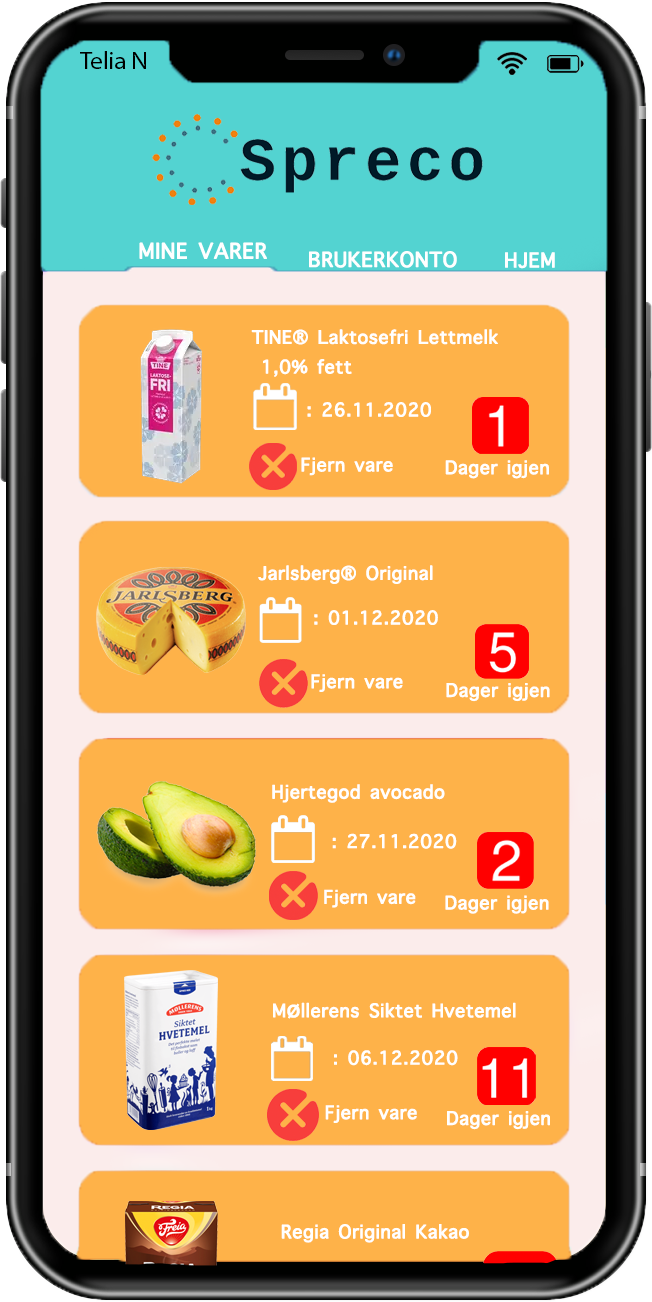 Telia N
Spreco
MINE VARER BRUKERKONTO HJEM
TINE® Laktosefri Lettmelk
1,0% fett
: 26.11.2020
1
Fjern vare
Dager igjen
TINE
LAKTOSE-
FRI
Jarlsberg® Original
JARLSBERG
: 01.12.2020
5
Fjern vare
Dager igjen
Hjertegod avocado
: 27.11.2020
2
Fjern vare
Dager igjen
Møllerens Siktet Hvetemel
MØLLERENS
Siktet
HVETEMEL
: 06.12.2020
11
Fjern vare
Dager igjen
Regia Original Kakao
REGIA
Freia